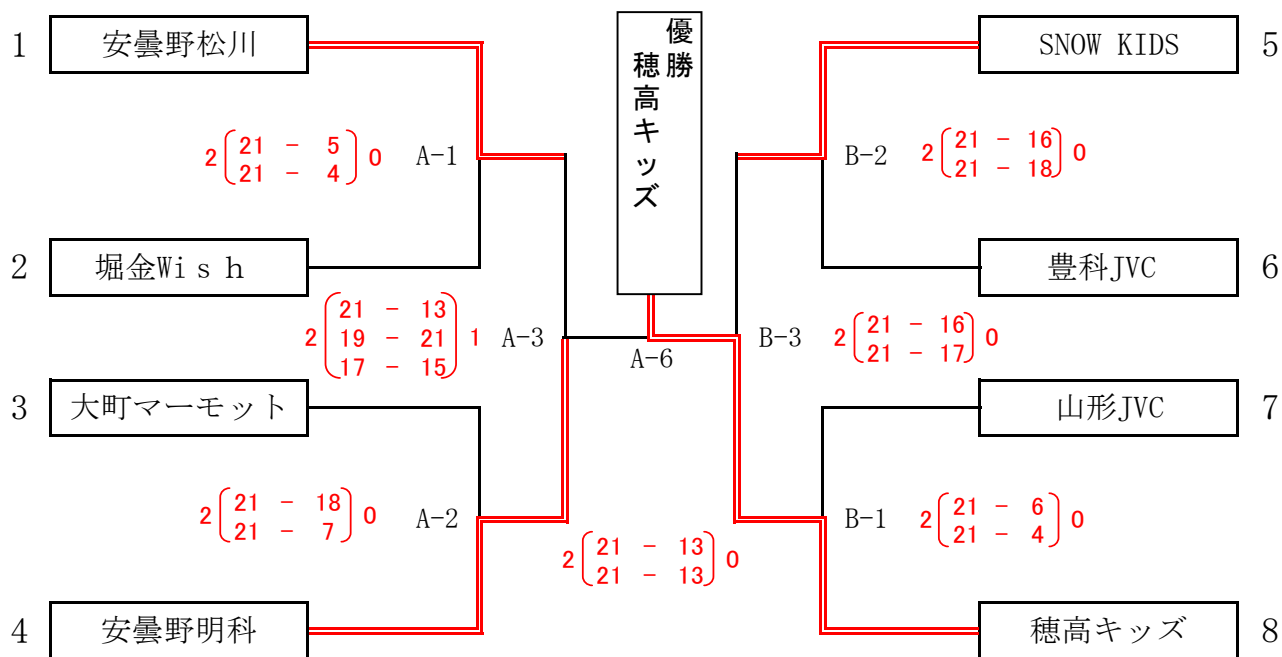 優勝
穂高キッズ
1 安曇野松川
2 21 - 5 0
21 - 4
A-1
2 堀金Wish
2 21 - 13 1
19 - 21
17 - 15
A-3
3 大町マーモット
2 21 - 18 0
21 - 7
A-2
4 安曇野明科
A-6
2 21 - 13 0
21 - 13
SNOW KIDS 5
B-2
2 21 - 16 0
21 - 18
豊科JVC 6
B-3
2 21 - 16 0
21 - 17
山形JVC 7
B-1
2 21 - 6 0
21 - 4
穂高キッズ 8